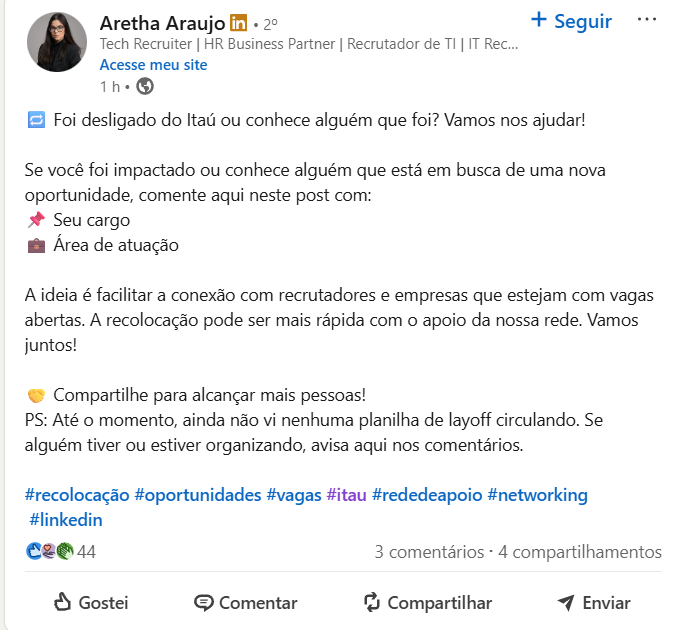 Aretha Araujo in • 2º
+ Seguir ...
Tech Recruiter | HR Business Partner | Recrutador de TI | IT Rec...
Acesse meu site
1 h •
Foi desligado do Itaú ou conhece alguém que foi? Vamos nos ajudar!
Se você foi impactado ou conhece alguém que está em busca de uma nova
oportunidade, comente aqui neste post com:
📌 Seu cargo
💼 Área de atuação
A ideia é facilitar a conexão com recrutadores e empresas que estejam com vagas
abertas. A recolocação pode ser mais rápida com o apoio da nossa rede. Vamos
juntos!
🤝 Compartilhe para alcançar mais pessoas!
PS: Até o momento, ainda não vi nenhuma planilha de layoff circulando. Se
alguém tiver ou estiver organizando, avisa aqui nos comentários.
#recolocação #oportunidades #vagas #itau #rededeapoio #networking
#linkedin
44
3 comentários · 4 compartilhamentos
Gostei
Comentar
Compartilhar
Enviar